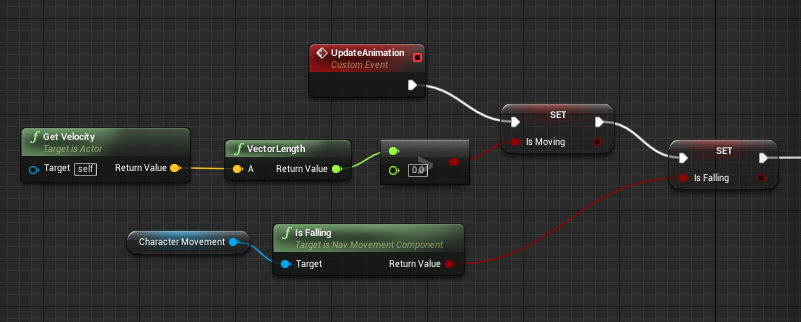 UpdateAnimation
Custom Event
SET
Is Moving
Get Velocity
Target is Actor
Target self Return Value
VectorLength
A Return Value
>
0.0
SET
Is Falling
Character Movement
Is Falling
Target is Nav Movement Component
Target Return Value